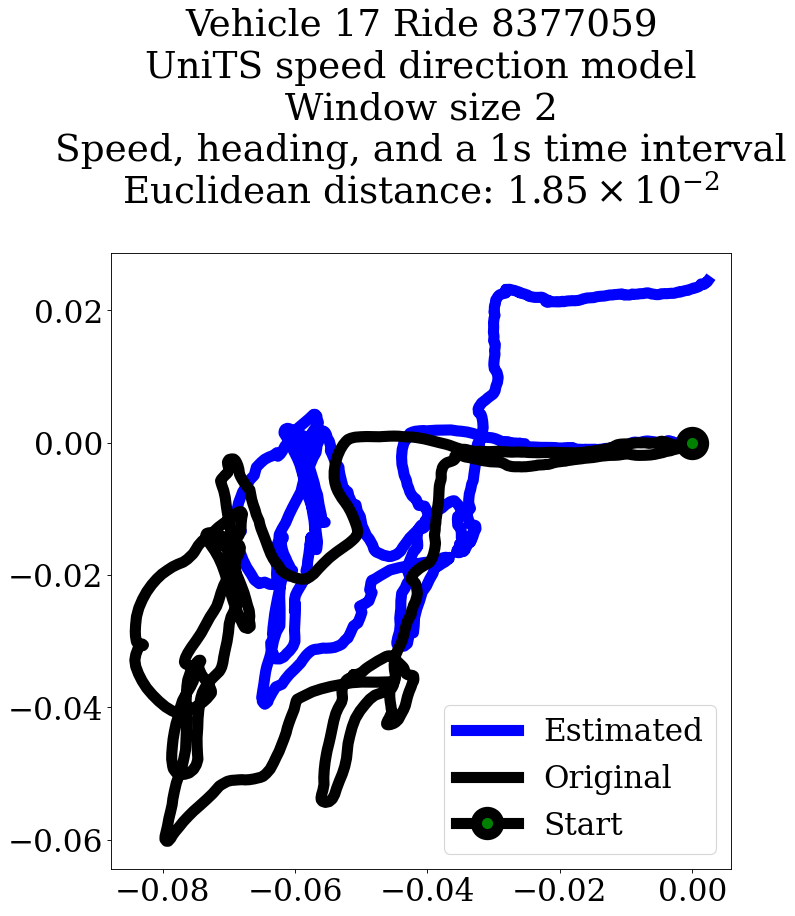 Vehicle 17 Ride 8377059
UniTS speed direction model
Window size 2
Speed, heading, and a 1s time interval
Euclidean distance: 1.85 × 10⁻²
0.02
0.00
−0.02
−0.04
−0.06
Estimated
Original
Start
−0.08 −0.06 −0.04 −0.02 0.00